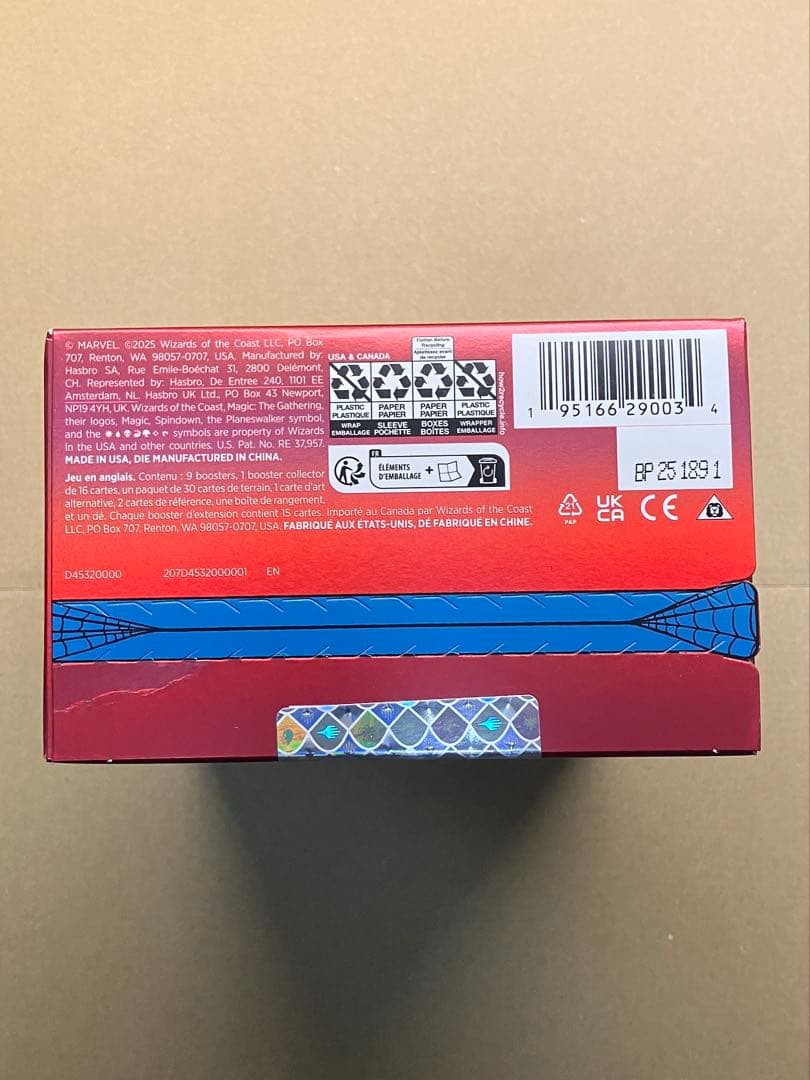 © MARVEL. ©2025 Wizards of the Coast LLC, PO Box
707, Renton, WA 98057-0707, USA. Manufactured by:
Hasbro SA, Rue Emile-Boéchat 31, 2800 Delémont,
CH. Represented by: Hasbro, De Entree 240, 1101 EE
Amsterdam, NL. Hasbro UK Ltd., PO Box 43 Newport,
NP19 4YH, UK. Wizards of the Coast, Magic: The Gathering,
their logos, Magic, Spindown, the Planeswalker symbol,
and the symbols are property of Wizards
in the USA and other countries. U.S. Pat. No. RE 37,957.
MADE IN USA, DIE MANUFACTURED IN CHINA.
Jeu en anglais. Contenu : 9 boosters, 1 booster collector
de 16 cartes, un paquet de 30 cartes de terrain, 1 carte d'art
alternative, 2 cartes de référence, une boîte de rangement,
et un dé. Chaque booster d'extension contient 15 cartes. Importé au Canada par Wizards of the Coast
LLC, PO Box 707, Renton, WA 98057-0707, USA. FABRIQUÉ AUX ÉTATS-UNIS, DÉ FABRIQUÉ EN CHINE.
D45320000 207D4532000001 EN
USA & CANADA
Flatten Before
Recycling
Aplatissez avant
de recycler
PLASTIC
PLASTIQUE
WRAP
EMBALLAGE
PAPER
PAPIER
SLEEVE
POCHETTE
PAPER
PAPIER
BOXES
BOÎTES
PLASTIC
PLASTIQUE
WRAPPER
EMBALLAGE
how2recycle.info
FR
ÉLÉMENTS
D'EMBALLAGE +
1 95166 29003 4
BP 25 189 1
21
PAP
UK
CA
CE